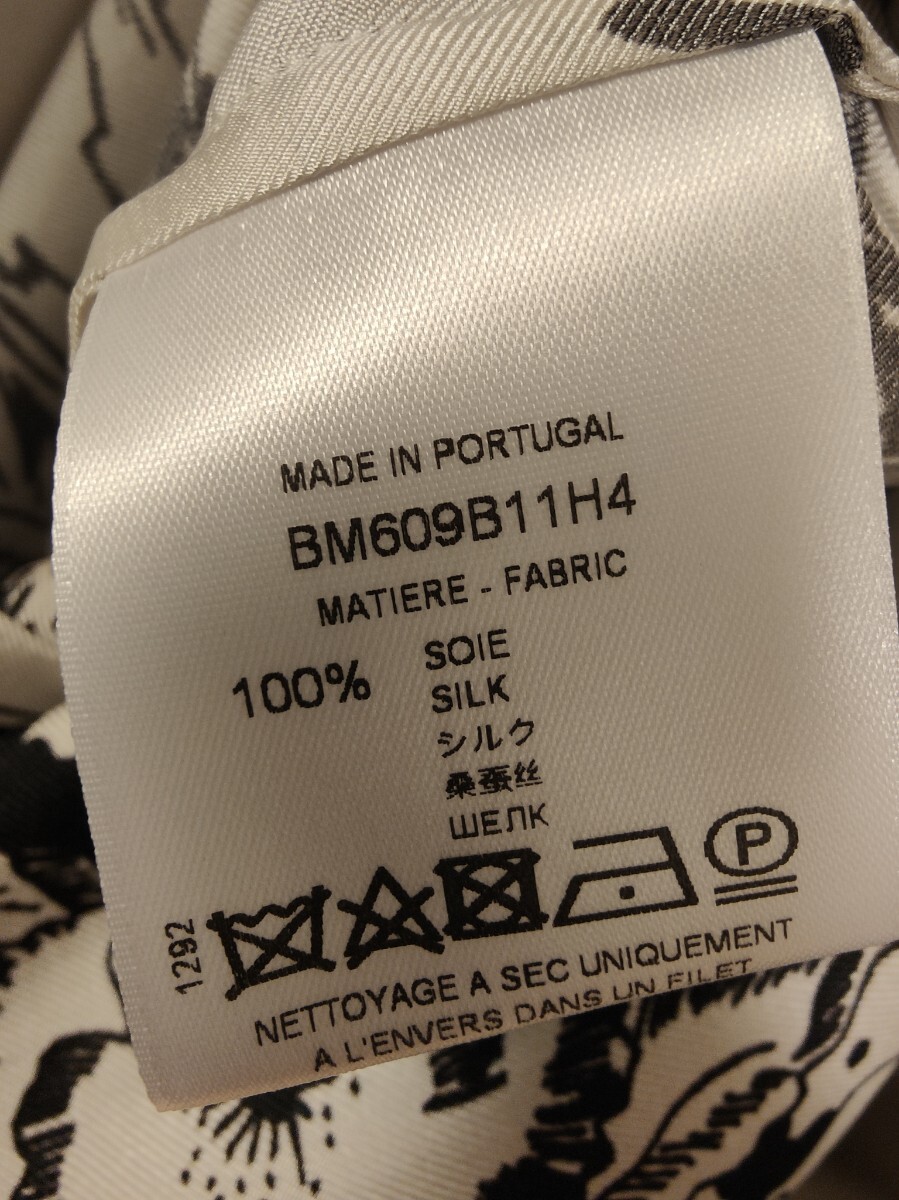 MADE IN PORTUGAL
BM609B11H4
MATIERE - FABRIC
100% SOIE
SILK
シルク
桑蚕丝
ШЕЛК
P
1292
NETTOYAGE A SEC UNIQUEMENT
A L'ENVERS DANS UN FILET